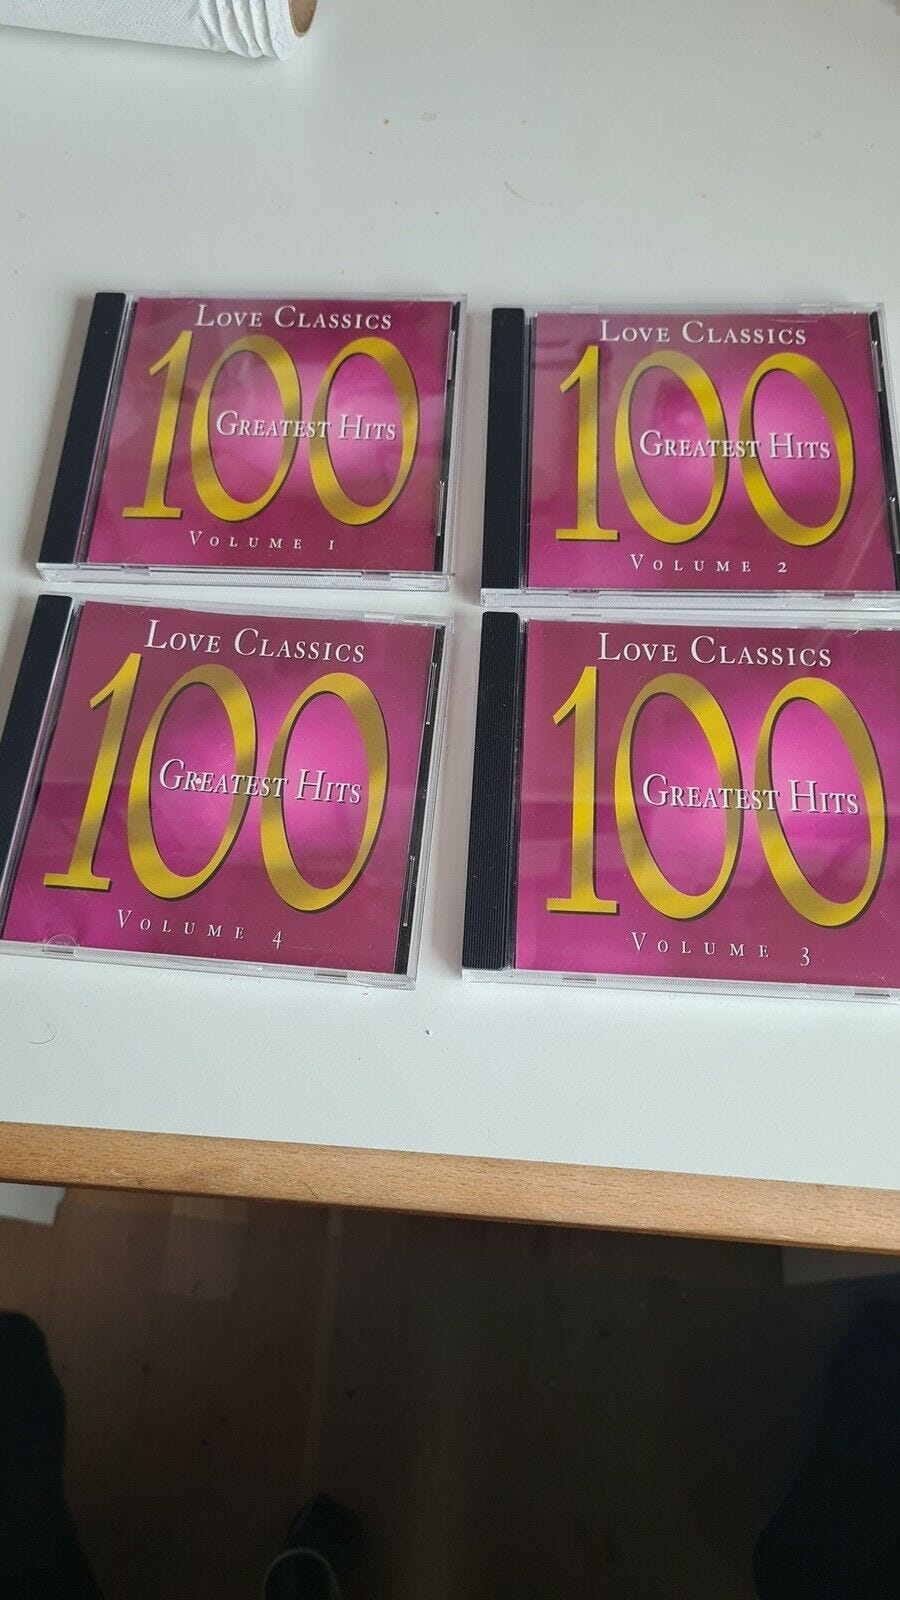 LOVE CLASSICS
100
GREATEST HITS
VOLUME 1
LOVE CLASSICS
100
GREATEST HITS
VOLUME 2
LOVE CLASSICS
100
GREATEST HITS
VOLUME 4
LOVE CLASSICS
100
GREATEST HITS
VOLUME 3